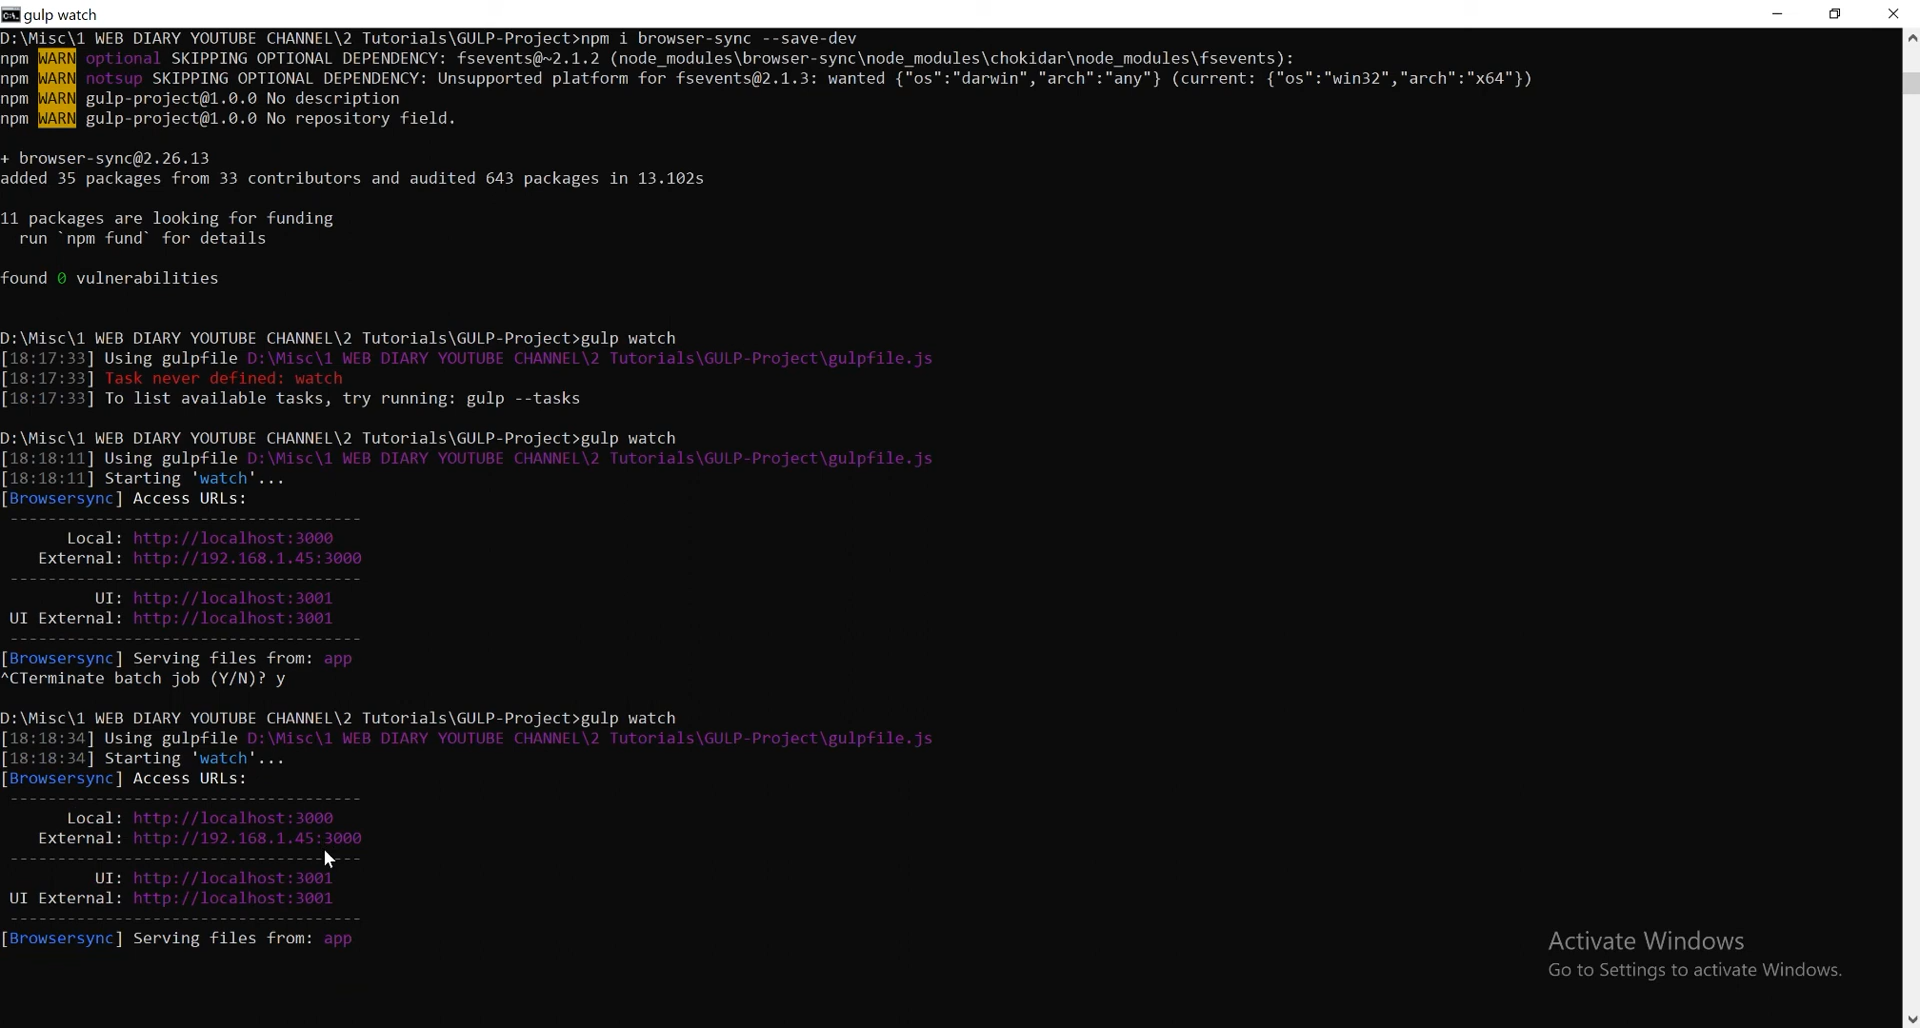 gulp watch
D:\Misc\1 WEB DIARY YOUTUBE CHANNEL\2 Tutorials\GULP-Project>npm i browser-sync --save-dev
npm WARN optional SKIPPING OPTIONAL DEPENDENCY: fsevents@~2.1.2 (node_modules\browser-sync\node_modules\chokidar\node_modules\fsevents):
npm WARN notsup SKIPPING OPTIONAL DEPENDENCY: Unsupported platform for fsevents@2.1.3: wanted {"os":"darwin","arch":"any"} (current: {"os":"win32","arch":"x64"})
npm WARN gulp-project@1.0.0 No description
npm WARN gulp-project@1.0.0 No repository field.
+ browser-sync@2.26.13
added 35 packages from 33 contributors and audited 643 packages in 13.102s
11 packages are looking for funding
run `npm fund` for details
found 0 vulnerabilities
D:\Misc\1 WEB DIARY YOUTUBE CHANNEL\2 Tutorials\GULP-Project>gulp watch
[18:17:33] Using gulpfile D:\Misc\1 WEB DIARY YOUTUBE CHANNEL\2 Tutorials\GULP-Project\gulpfile.js
[18:17:33] Task never defined: watch
[18:17:33] To list available tasks, try running: gulp --tasks
D:\Misc\1 WEB DIARY YOUTUBE CHANNEL\2 Tutorials\GULP-Project>gulp watch
[18:18:11] Using gulpfile D:\Misc\1 WEB DIARY YOUTUBE CHANNEL\2 Tutorials\GULP-Project\gulpfile.js
[18:18:11] Starting 'watch'...
[Browsersync] Access URLs:
-------------------------------------
Local: http://localhost:3000
External: http://192.168.1.45:3000
-------------------------------------
UI: http://localhost:3001
UI External: http://localhost:3001
-------------------------------------
[Browsersync] Serving files from: app
^CTerminate batch job (Y/N)? y
D:\Misc\1 WEB DIARY YOUTUBE CHANNEL\2 Tutorials\GULP-Project>gulp watch
[18:18:34] Using gulpfile D:\Misc\1 WEB DIARY YOUTUBE CHANNEL\2 Tutorials\GULP-Project\gulpfile.js
[18:18:34] Starting 'watch'...
[Browsersync] Access URLs:
-------------------------------------
Local: http://localhost:3000
External: http://192.168.1.45:3000
-------------------------------------
UI: http://localhost:3001
UI External: http://localhost:3001
-------------------------------------
[Browsersync] Serving files from: app
Activate Windows
Go to Settings to activate Windows.